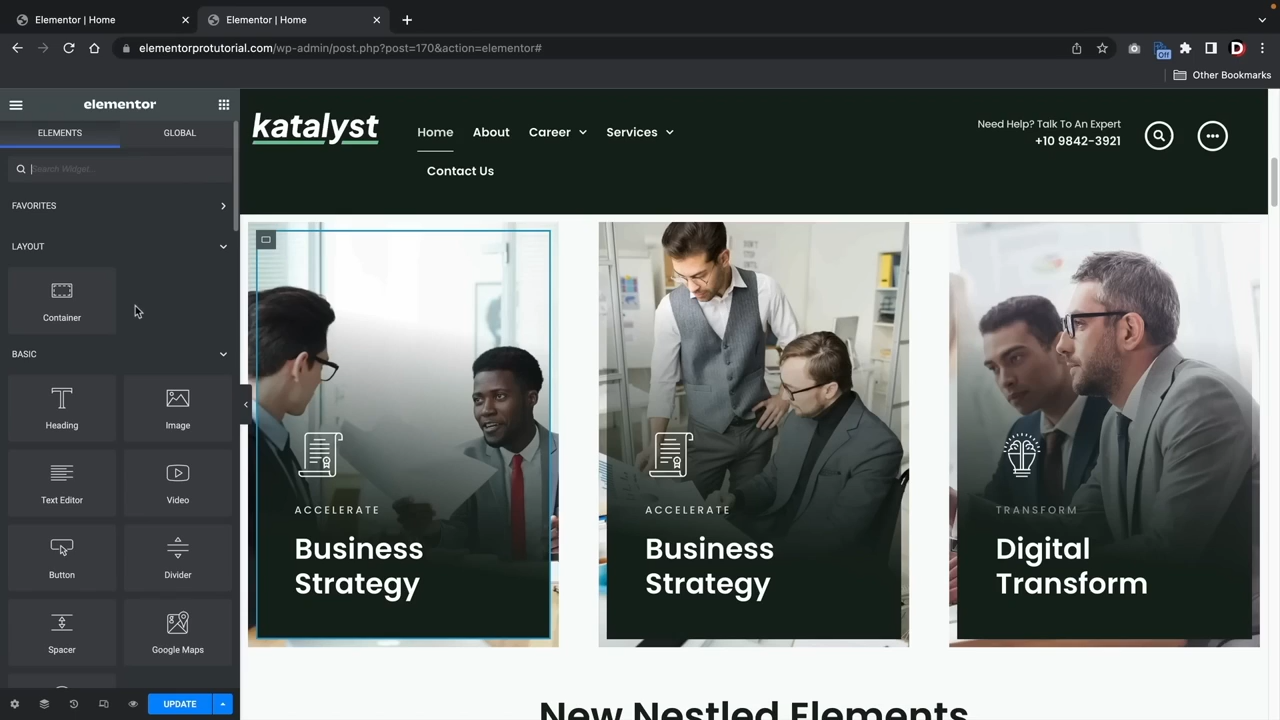 Elementor | Home
Elementor | Home
elementorprotutorial.com/wp-admin/post.php?post=170&action=elementor#
Off
D
Other Bookmarks
elementor
ELEMENTS
GLOBAL
Search Widget...
FAVORITES
LAYOUT
Container
BASIC
Heading
Image
Text Editor
Video
Button
Divider
Spacer
Google Maps
UPDATE
katalyst
Home
About
Career
Services
Contact Us
Need Help? Talk To An Expert
+10 9842-3921
ACCELERATE
Business
Strategy
ACCELERATE
Business
Strategy
TRANSFORM
Digital
Transform
New Nestled Elements